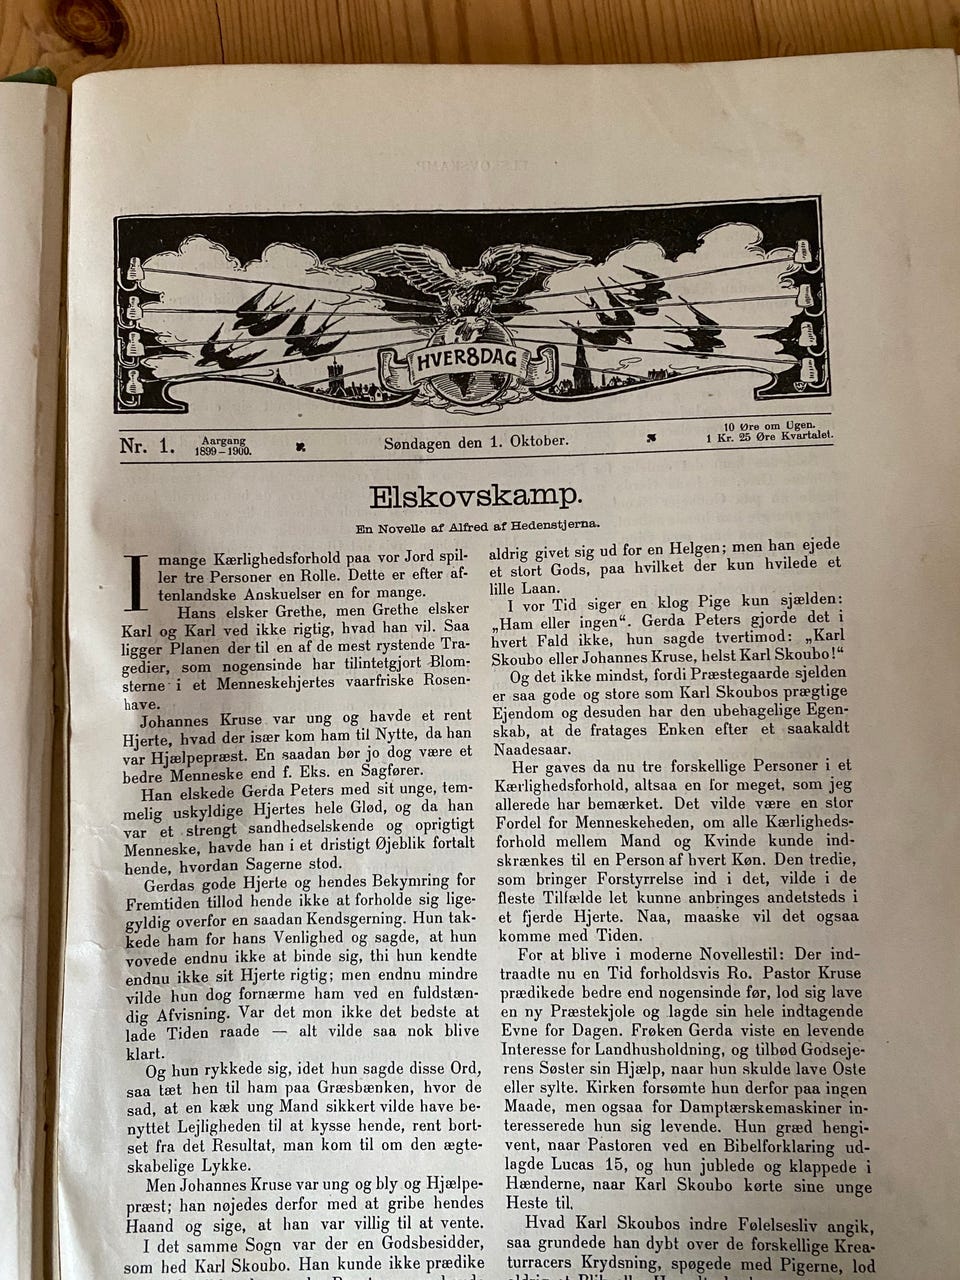 HVER8DAG
Nr. 1.
Aargang
1899–1900.
Søndagen den 1. Oktober.
10 Øre om Ugen.
1 Kr. 25 Øre Kvartalet.
Elskovskamp.
En Novelle af Alfred af Hedenstjerna.
I mange Kærlighedsforhold paa vor Jord spil-
ler tre Personer en Rolle. Dette er efter af-
tenlandske Anskuelser en for mange.
Hans elsker Grethe, men Grethe elsker
Karl og Karl ved ikke rigtig, hvad han vil. Saa
ligger Planen der til en af de mest rystende Tra-
gedier, som nogensinde har tilintetgjort Blom-
sterne i et Menneskehjertes vaarfriske Rosen-
have.
Johannes Kruse var ung og havde et rent
Hjerte, hvad der især kom ham til Nytte, da han
var Hjælpepræst. En saadan bør jo dog være et
bedre Menneske end f. Eks. en Sagfører.
Han elskede Gerda Peters med sit unge, tem-
melig uskyldige Hjertes hele Glød, og da han
var et strengt sandhedselskende og oprigtigt
Menneske, havde han i et dristigt Øjeblik fortalt
hende, hvordan Sagerne stod.
Gerdas gode Hjerte og hendes Bekymring for
Fremtiden tillod hende ikke at forholde sig lige-
gyldig overfor en saadan Kendsgerning. Hun tak-
kede ham for hans Venlighed og sagde, at hun
vovede endnu ikke at binde sig, thi hun kendte
endnu ikke sit Hjerte rigtig; men endnu mindre
vilde hun dog fornærme ham ved en fuldstæn-
dig Afvisning. Var det mon ikke det bedste at
lade Tiden raade — alt vilde saa nok blive
klart.
Og hun rykkede sig, idet hun sagde disse Ord,
saa tæt hen til ham paa Græsbænken, hvor de
sad, at en kæk ung Mand sikkert vilde have be-
nyttet Lejligheden til at kysse hende, rent bort-
set fra det Resultat, man kom til om den ægte-
skabelige Lykke.
Men Johannes Kruse var ung og bly og Hjælpe-
præst; han nøjedes derfor med at gribe hendes
Haand og sige, at han var villig til at vente.
I det samme Sogn var der en Godsbesidder,
som hed Karl Skoubo. Han kunde ikke prædike
aldrig givet sig ud for en Helgen; men han ejede
et stort Gods, paa hvilket der kun hvilede et
lille Laan.
I vor Tid siger en klog Pige kun sjælden:
„Ham eller ingen“. Gerda Peters gjorde det i
hvert Fald ikke, hun sagde tvertimod: „Karl
Skoubo eller Johannes Kruse, helst Karl Skoubo!“
Og det ikke mindst, fordi Præstegaarde sjelden
er saa gode og store som Karl Skoubos prægtige
Ejendom og desuden har den ubehagelige Egen-
skab, at de fratages Enken efter et saakaldt
Naadesaar.
Her gaves da nu tre forskellige Personer i et
Kærlighedsforhold, altsaa en for meget, som jeg
allerede har bemærket. Det vilde være en stor
Fordel for Menneskeheden, om alle Kærligheds-
forhold mellem Mand og Kvinde kunde ind-
skrænkes til en Person af hvert Køn. Den tredie,
som bringer Forstyrrelse ind i det, vilde i de
fleste Tilfælde let kunne anbringes andetsteds i
et fjerde Hjerte. Naa, maaske vil det ogsaa
komme med Tiden.
For at blive i moderne Novellestil: Der ind-
traadte nu en Tid forholdsvis Ro. Pastor Kruse
prædikede bedre end nogensinde før, lod sig lave
en ny Præstekjole og lagde sin hele indtagende
Evne for Dagen. Frøken Gerda viste en levende
Interesse for Landhusholdning, og tilbød Godseje-
rens Søster sin Hjælp, naar hun skulde lave Oste
eller sylte. Kirken forsømte hun derfor paa ingen
Maade, men ogsaa for Damptærskemaskiner in-
teresserede hun sig levende. Hun græd hengi-
vent, naar Pastoren ved en Bibelforklaring ud-
lagde Lucas 15, og hun jublede og klappede i
Hænderne, naar Karl Skoubo kørte sine unge
Heste til.
Hvad Karl Skoubos indre Følelsesliv angik,
saa grundede han dybt over de forskellige Krea-
turracers Krydsning, spøgede med Pigerne, lod